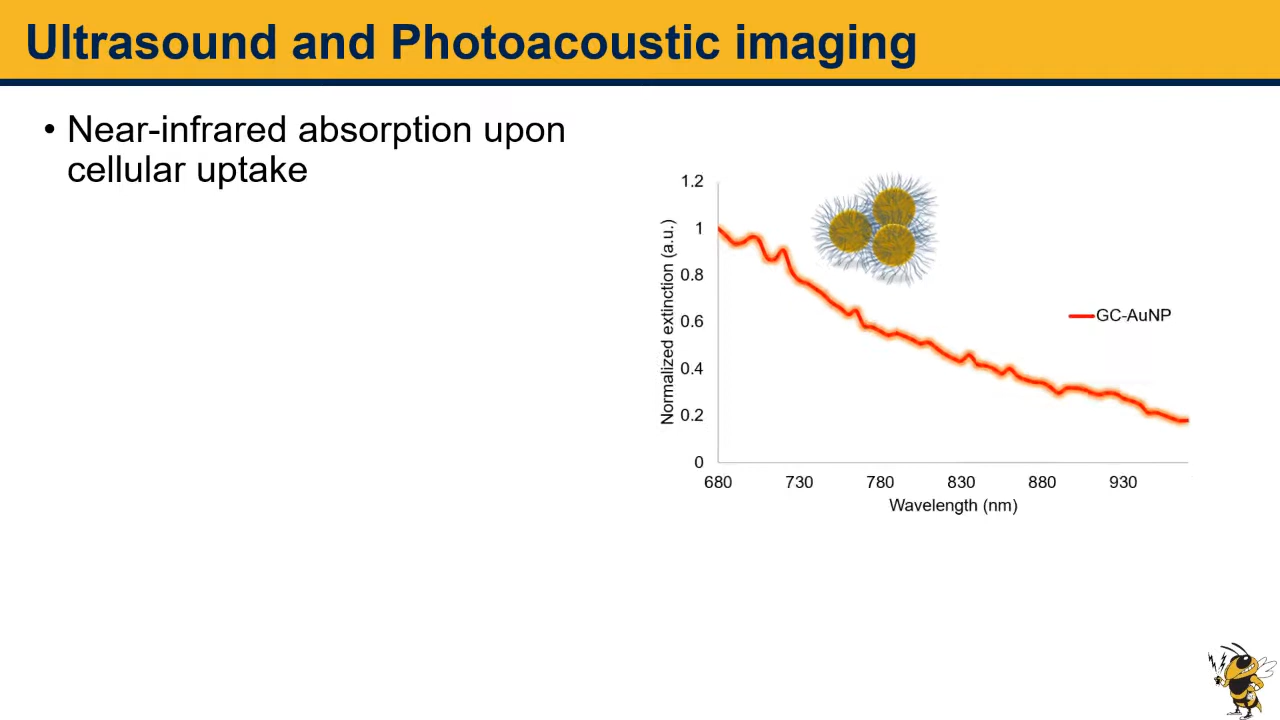 Ultrasound and Photoacoustic imaging
• Near-infrared absorption upon
cellular uptake
Normalized extinction (a.u.)
1.2
1
0.8
0.6
0.4
0.2
0
680 730 780 830 880 930
Wavelength (nm)
GC-AuNP